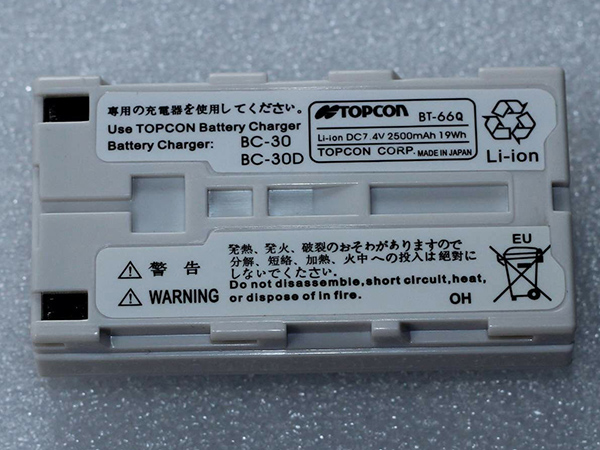 専用の充電器を使用してください。
Use TOPCON Battery Charger
Battery Charger: BC-30
BC-30D
TOPCON BT-66Q
Li-ion DC7.4V 2500mAh 19Wh
TOPCON CORP. MADE IN JAPAN
Li-ion
警告
WARNING
発熱、発火、破裂のおそわがありますので
分解、短絡、加熱、火中への投入は絶対に
しないでください。
Do not disassemble,short circuit,heat,
or dispose of in fire.
OH
EU